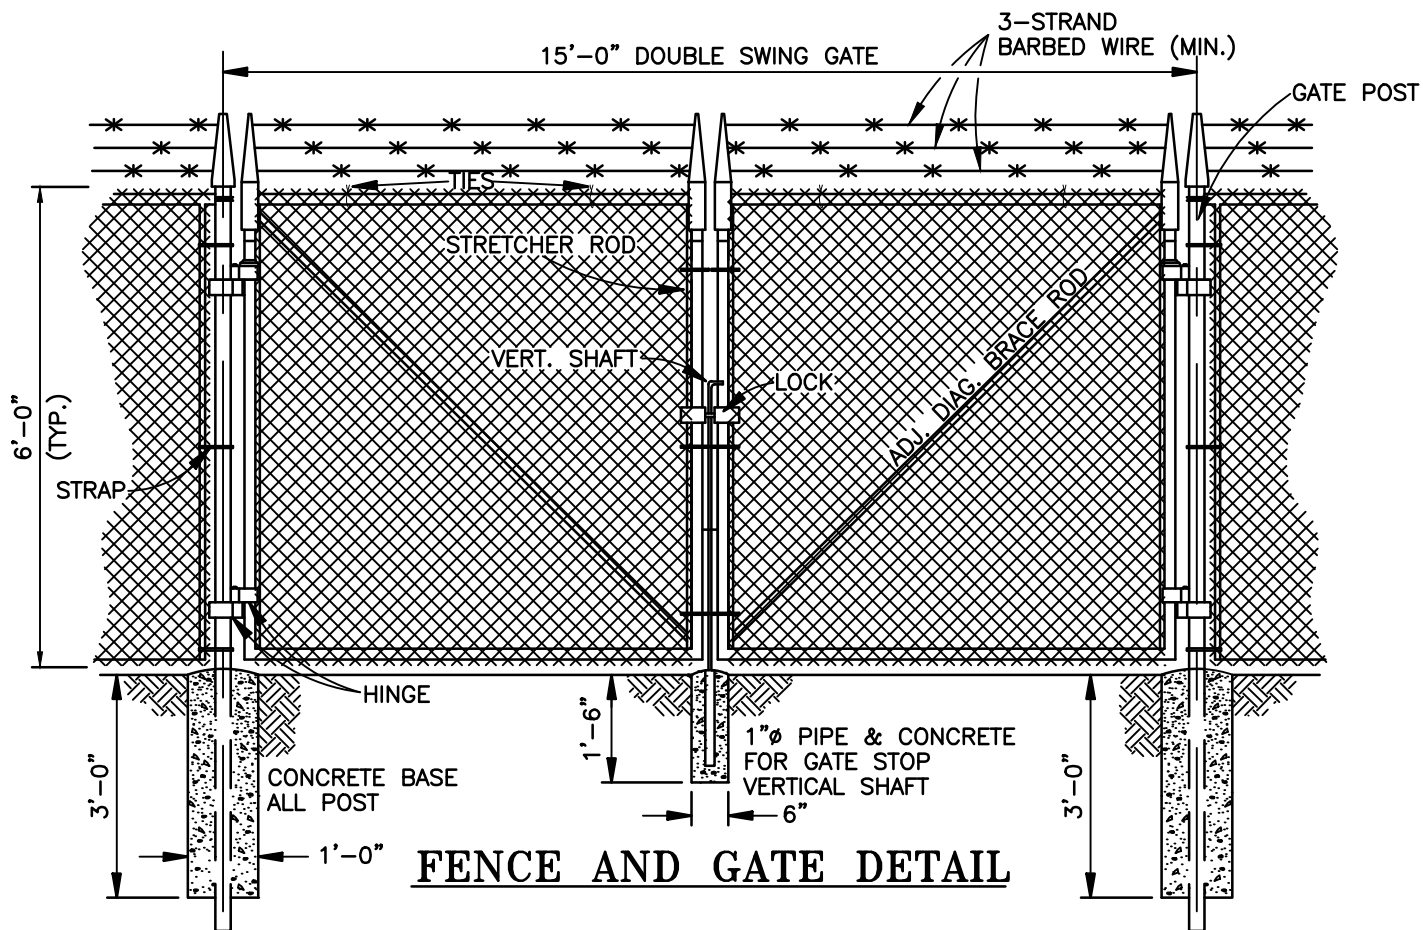 3-STRAND
BARBED WIRE (MIN.)
15'-0" DOUBLE SWING GATE
GATE POST
TIES
STRETCHER ROD
ADJ. DIAG. BRACE ROD
VERT. SHAFT
LOCK
6'-0"
(TYP.)
STRAP
HINGE
1'-6"
1"ø PIPE & CONCRETE
FOR GATE STOP
VERTICAL SHAFT
CONCRETE BASE
ALL POST
3'-0"
3'-0"
6"
1'-0"
FENCE AND GATE DETAIL